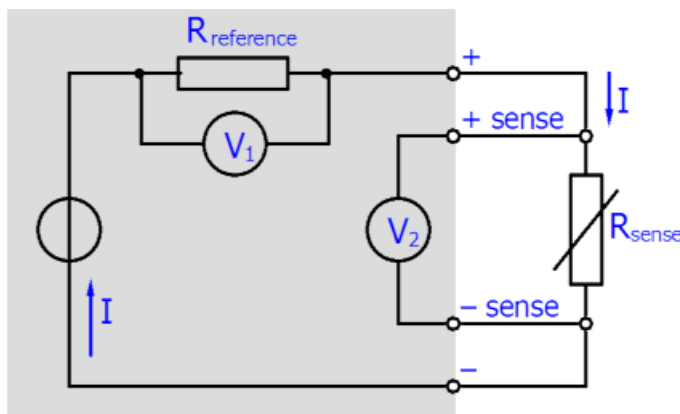 Rreference
+
I
V1
+ sense
V2
Rsense
I
− sense
−